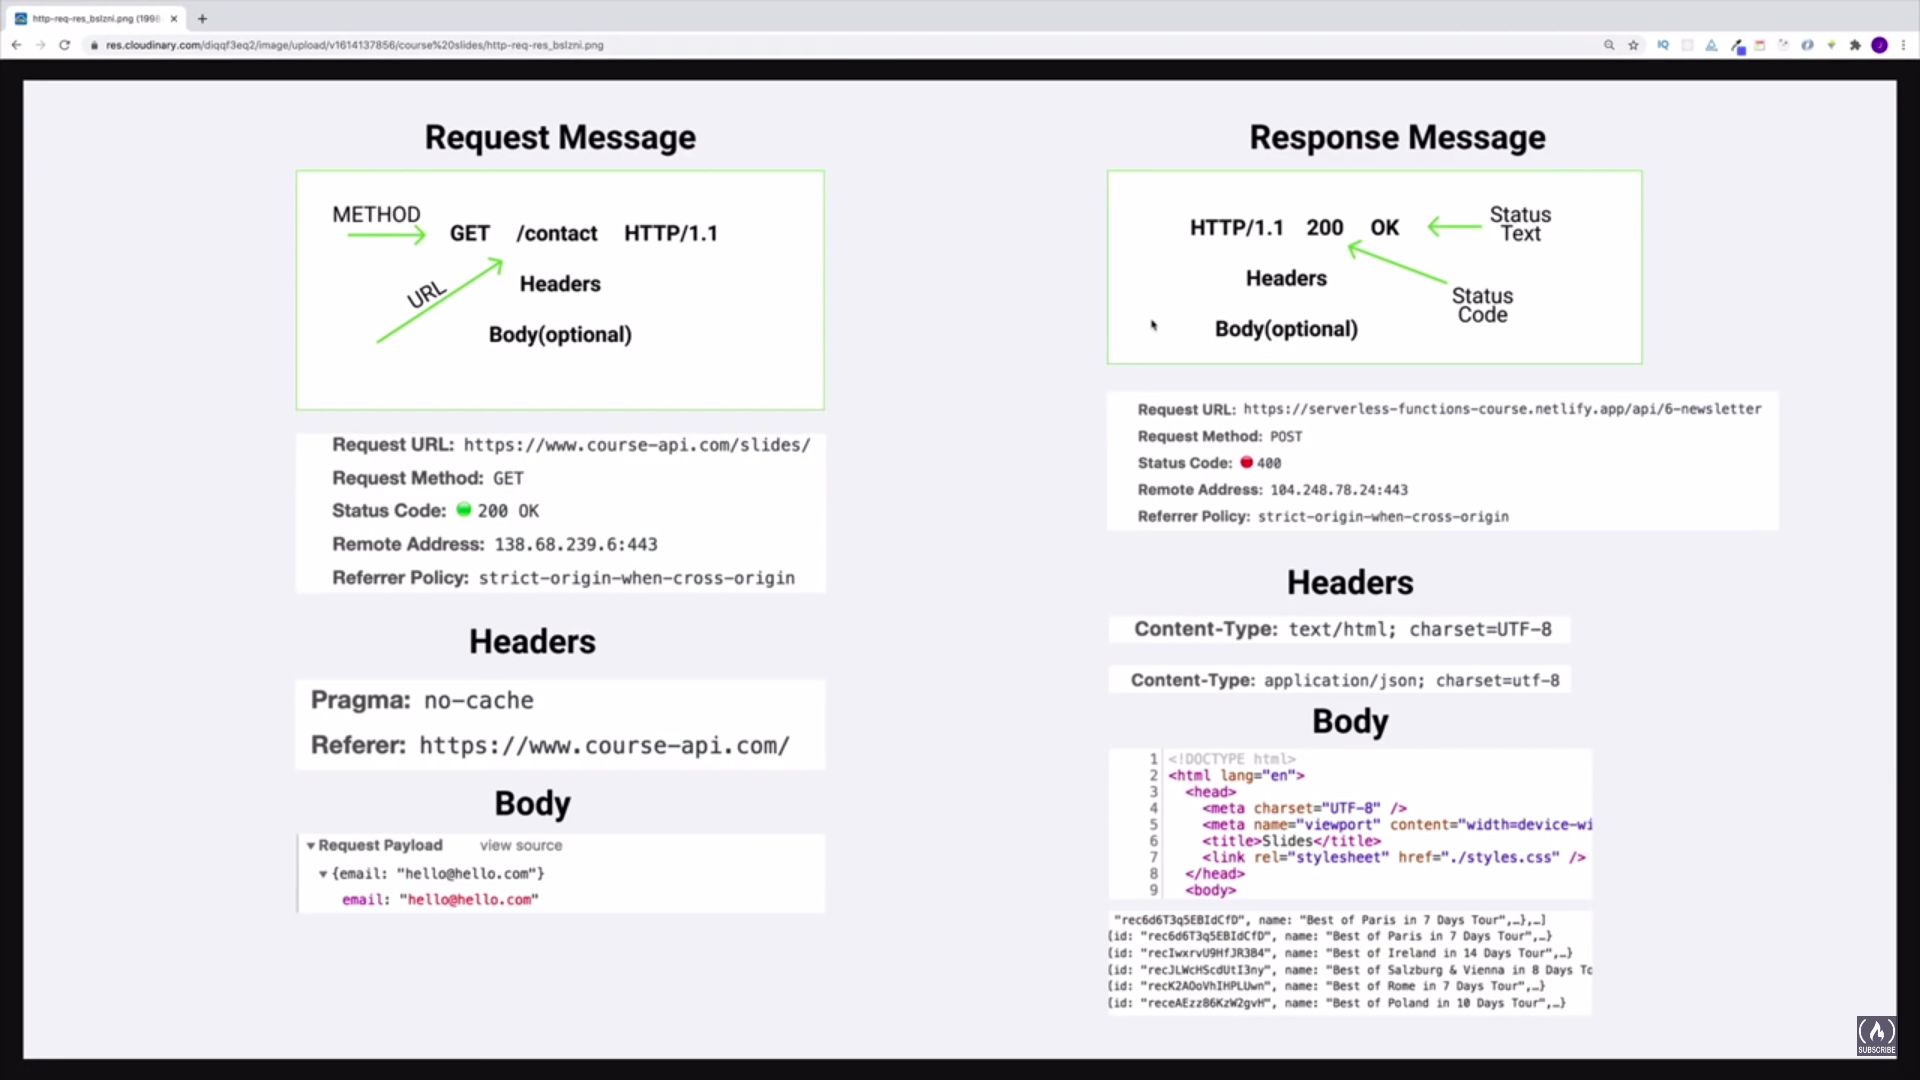 http-req-res_bslzni.png (1998
res.cloudinary.com/diqqf3eq2/image/upload/v1614137856/course%20slides/http-req-res_bslzni.png
IQ
J
Request Message
METHOD
GET /contact HTTP/1.1
URL
Headers
Body(optional)
Request URL: https://www.course-api.com/slides/
Request Method: GET
Status Code: 200 OK
Remote Address: 138.68.239.6:443
Referrer Policy: strict-origin-when-cross-origin
Headers
Pragma: no-cache
Referer: https://www.course-api.com/
Body
Request Payload view source
{email: "hello@hello.com"}
email: "hello@hello.com"
Response Message
HTTP/1.1 200 OK
Status
Text
Headers
Status
Code
Body(optional)
Request URL: https://serverless-functions-course.netlify.app/api/6-newsletter
Request Method: POST
Status Code: 400
Remote Address: 104.248.78.24:443
Referrer Policy: strict-origin-when-cross-origin
Headers
Content-Type: text/html; charset=UTF-8
Content-Type: application/json; charset=utf-8
Body
1 <!DOCTYPE html>
2 <html lang="en">
3 <head>
4 <meta charset="UTF-8" />
5 <meta name="viewport" content="width=device-wi
6 <title>Slides</title>
7 <link rel="stylesheet" href="./styles.css" />
8 </head>
9 <body>
"rec6d6T3q5EBIdCfD", name: "Best of Paris in 7 Days Tour",…},…]
{id: "rec6d6T3q5EBIdCfD", name: "Best of Paris in 7 Days Tour",…}
{id: "recIwxrvU9HfJR3B4", name: "Best of Ireland in 14 Days Tour",…}
{id: "recJLWcHScdUtI3ny", name: "Best of Salzburg & Vienna in 8 Days To
{id: "recK2AOoVhIHPLUwn", name: "Best of Rome in 7 Days Tour",…}
{id: "receAEzz86KzW2gvH", name: "Best of Poland in 10 Days Tour",…}
SUBSCRIBE